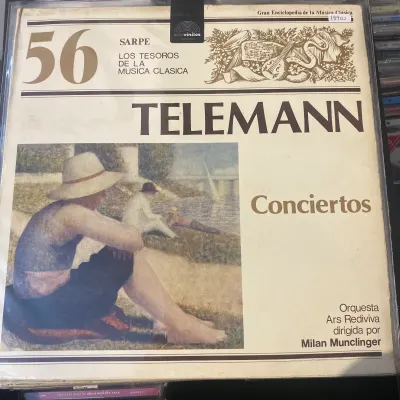 Gran Enciclopedia de la Musica Clásica
56
SARPE
LOS TESOROS
DE LA
MUSICA CLASICA
TELEMANN
Conciertos
Orquesta
Ars Rediviva
dirigida por
Milan Munclinger